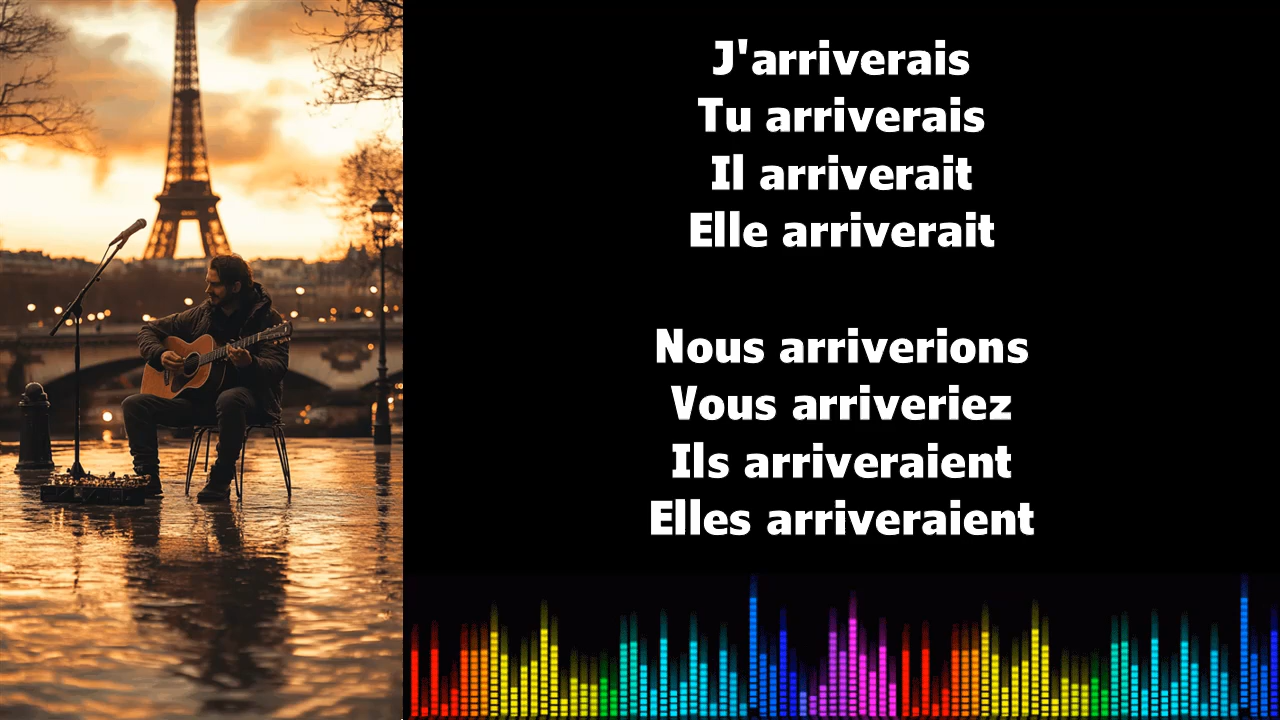 J'arriverais
Tu arriverais
Il arriverait
Elle arriverait
Nous arriverions
Vous arriveriez
Ils arriveraient
Elles arriveraient